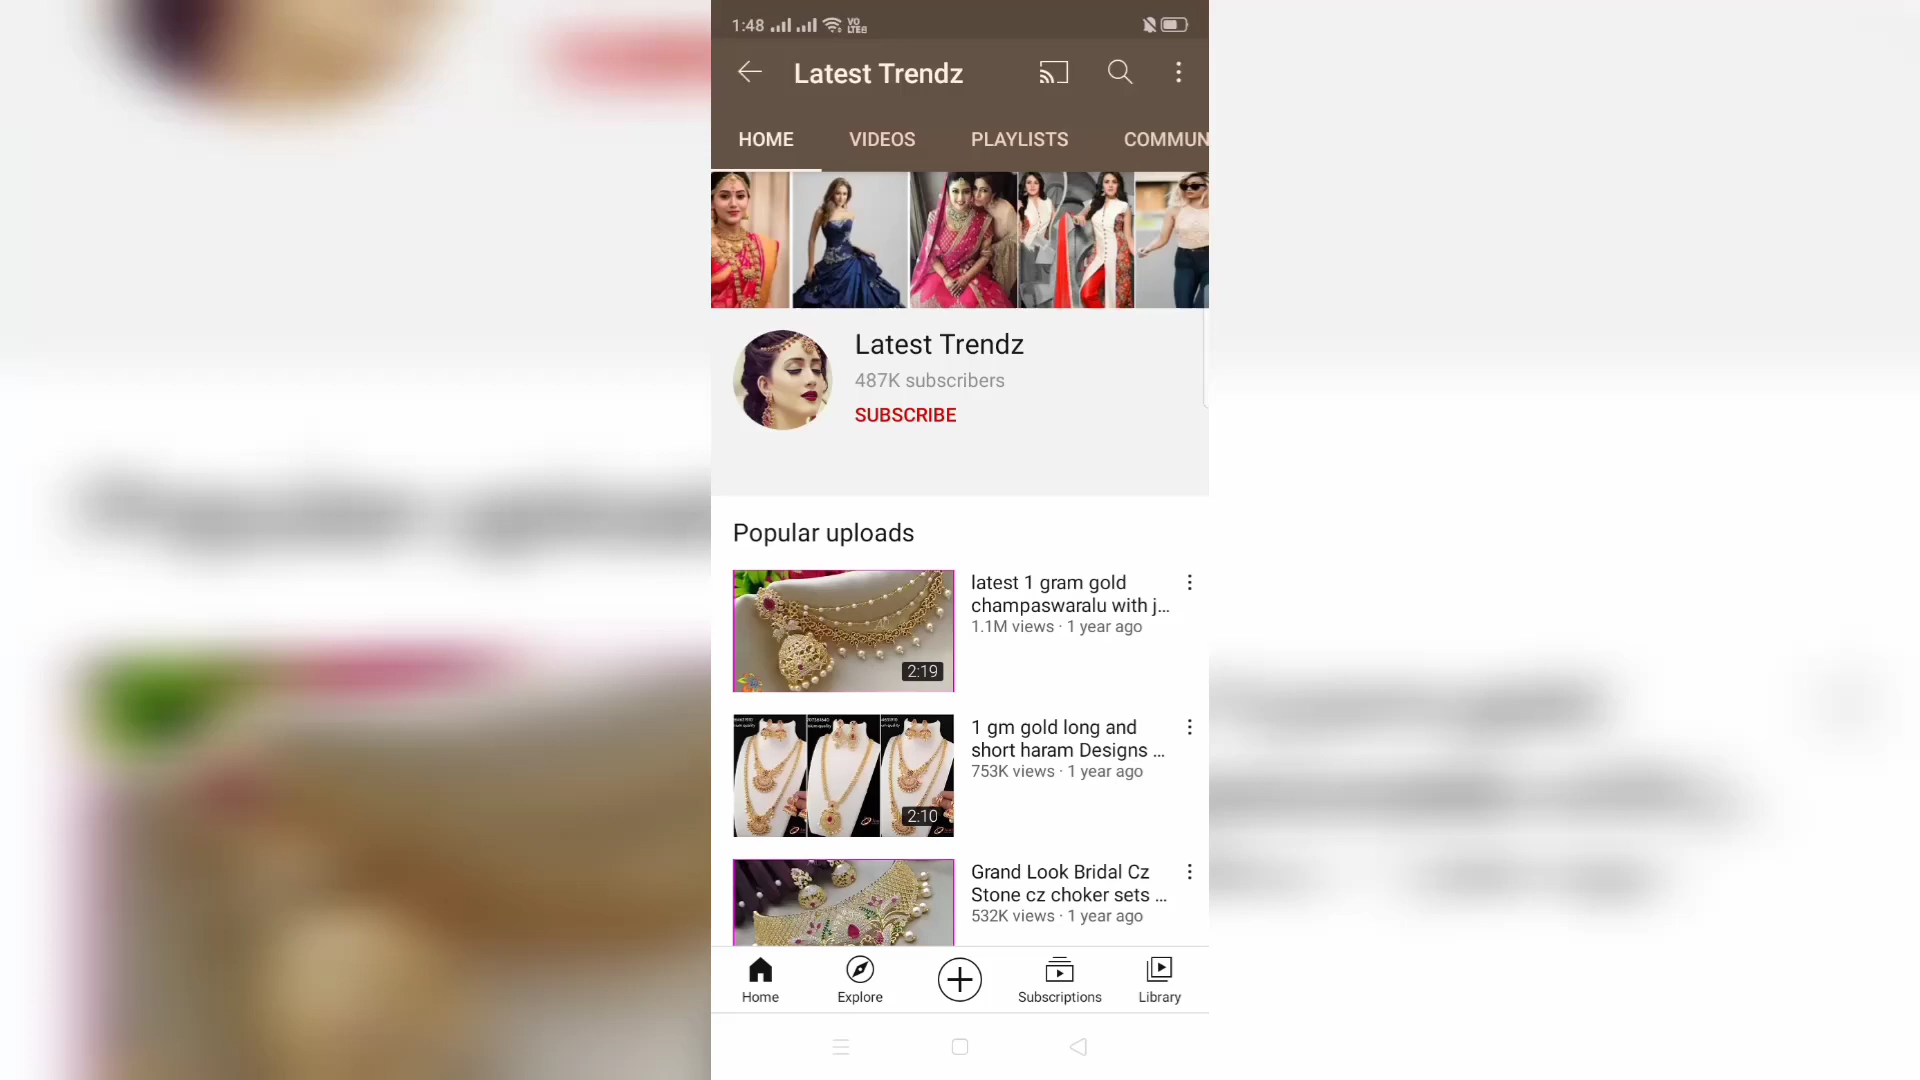 1:48 VO LTE
Latest Trendz
HOME VIDEOS PLAYLISTS COMMUN
Latest Trendz
487K subscribers
SUBSCRIBE
Popular uploads
latest 1 gram gold
champaswaralu with j...
1.1M views · 1 year ago
2:19
1 gm gold long and
short haram Designs ...
753K views · 1 year ago
2:10
Grand Look Bridal Cz
Stone cz choker sets ...
532K views · 1 year ago
Home Explore Subscriptions Library